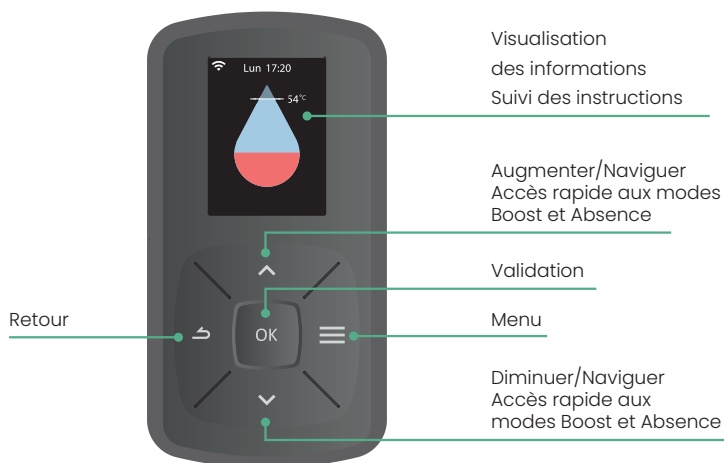 Visualisation
des informations
Suivi des instructions
Lun 17:20
54°C
Augmenter/Naviguer
Accès rapide aux modes
Boost et Absence
Validation
Retour
OK
Menu
Diminuer/Naviguer
Accès rapide aux
modes Boost et Absence